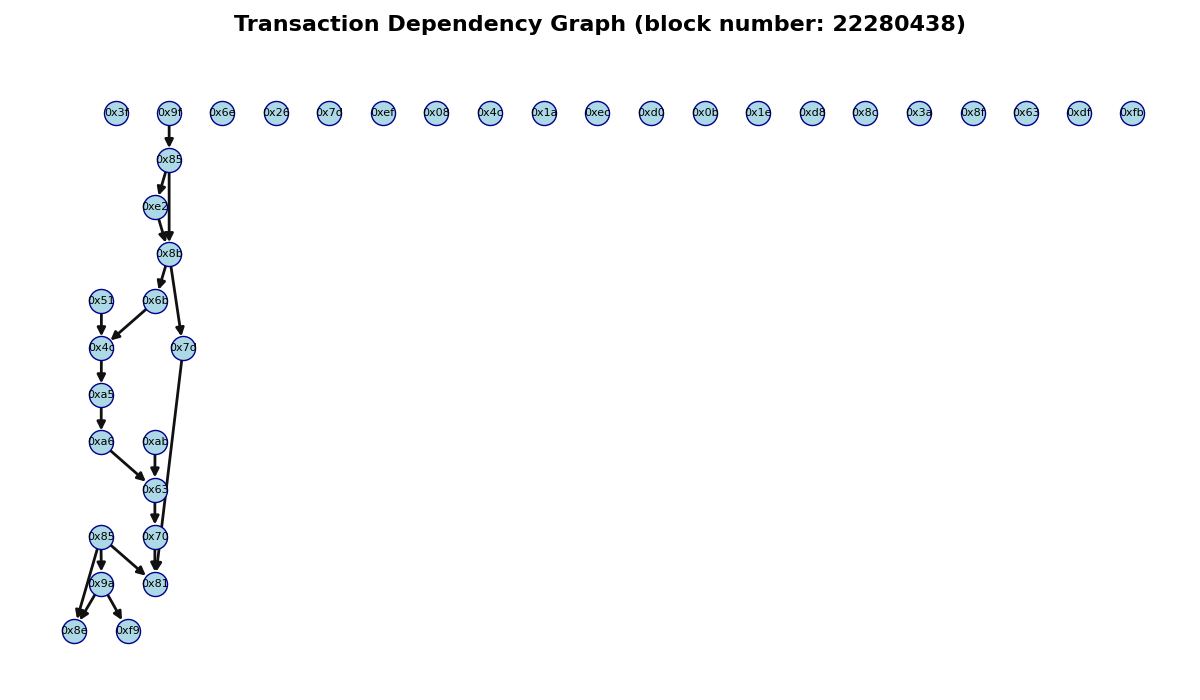 Transaction Dependency Graph (block number: 22280438)
0x3f 0x9f 0x6e 0x26 0x7d 0xef 0x08 0x4c 0x1a 0xec 0xd0 0x0b 0x1e 0xd8 0x8c 0x3a 0x8f 0x63 0xdf 0xfb
0x85
0xe2
0x8b
0x51 0x6b
0x4c 0x7d
0xa5
0xa6 0xab
0x63
0x85 0x70
0x9a 0x81
0x8e 0xf9